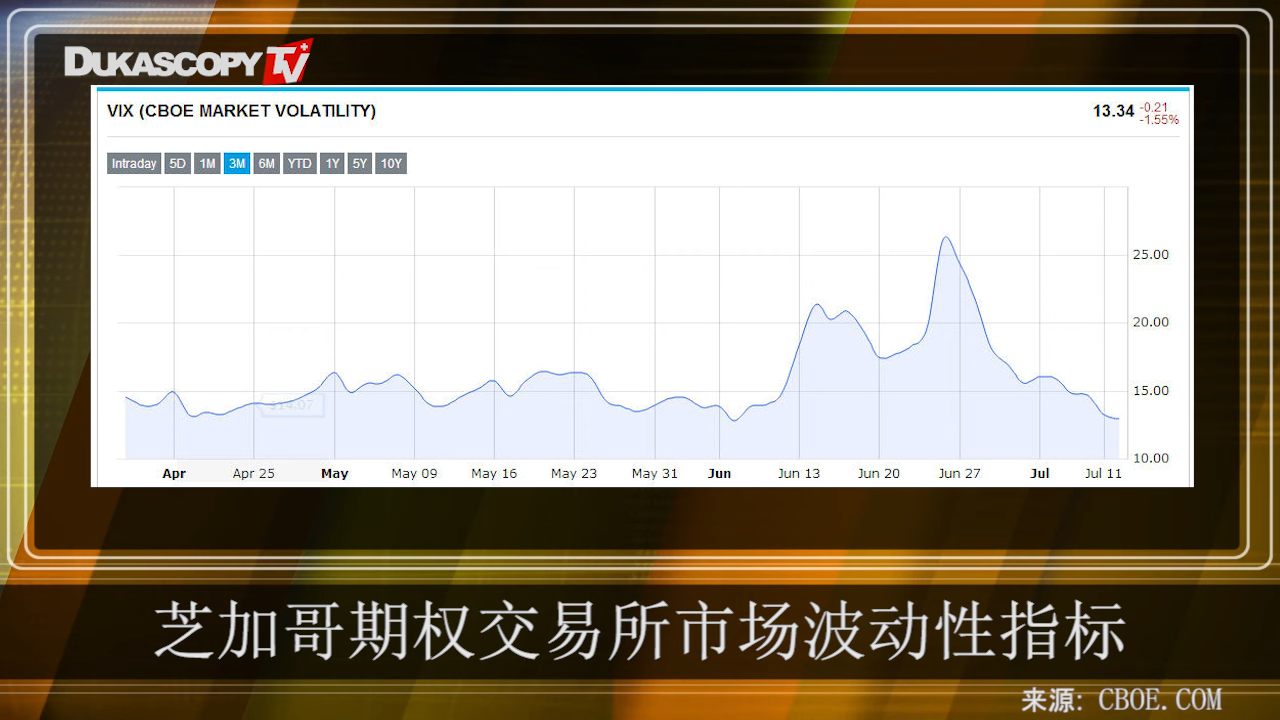 DUKASCOPY TV
VIX (CBOE MARKET VOLATILITY)
13.34 -0.21
-1.55%
Intraday 5D 1M 3M 6M YTD 1Y 5Y 10Y
25.00
20.00
15.00
$14.07
10.00
Apr Apr 25 May May 09 May 16 May 23 May 31 Jun Jun 13 Jun 20 Jun 27 Jul Jul 11
芝加哥期权交易所市场波动性指标
来源: CBOE.COM